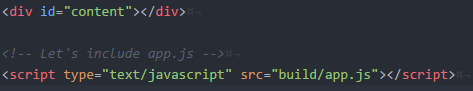 <div id="content"></div>
<!-- Let's include app.js -->
<script type="text/javascript" src="build/app.js"></script>